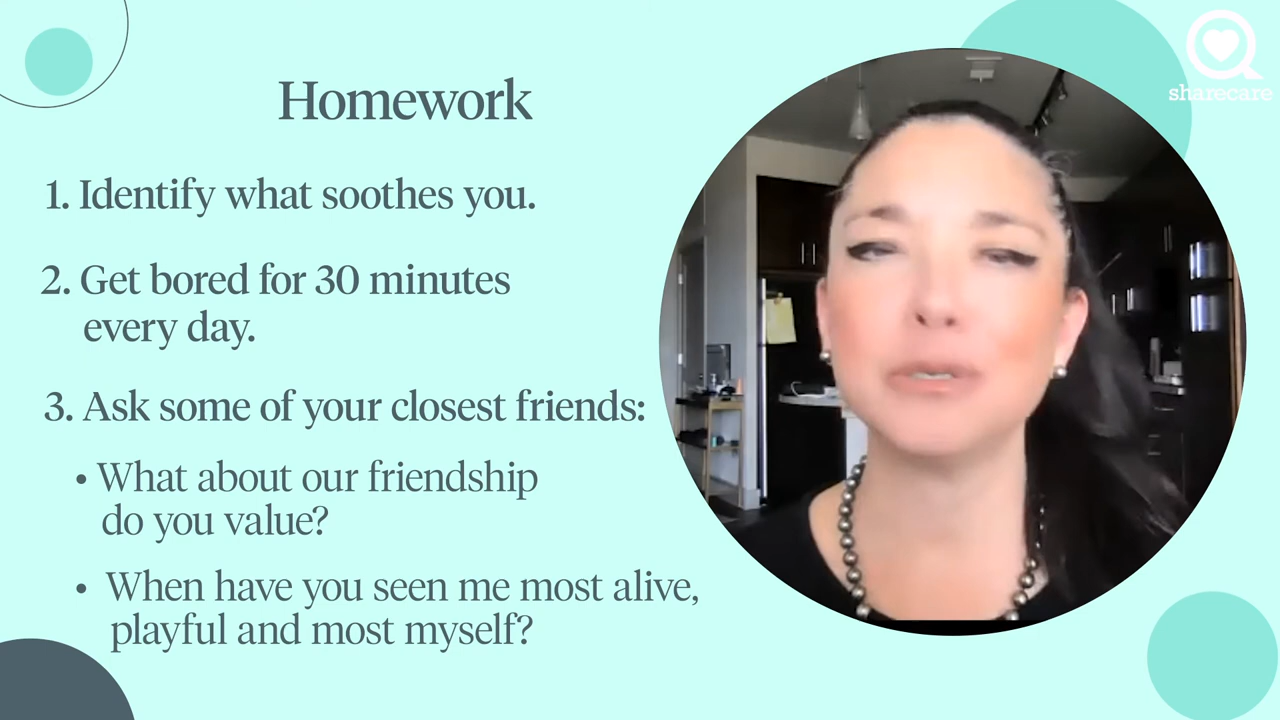 Homework
1. Identify what soothes you.
2. Get bored for 30 minutes
every day.
3. Ask some of your closest friends:
• What about our friendship
do you value?
• When have you seen me most alive,
playful and most myself?
sharecare